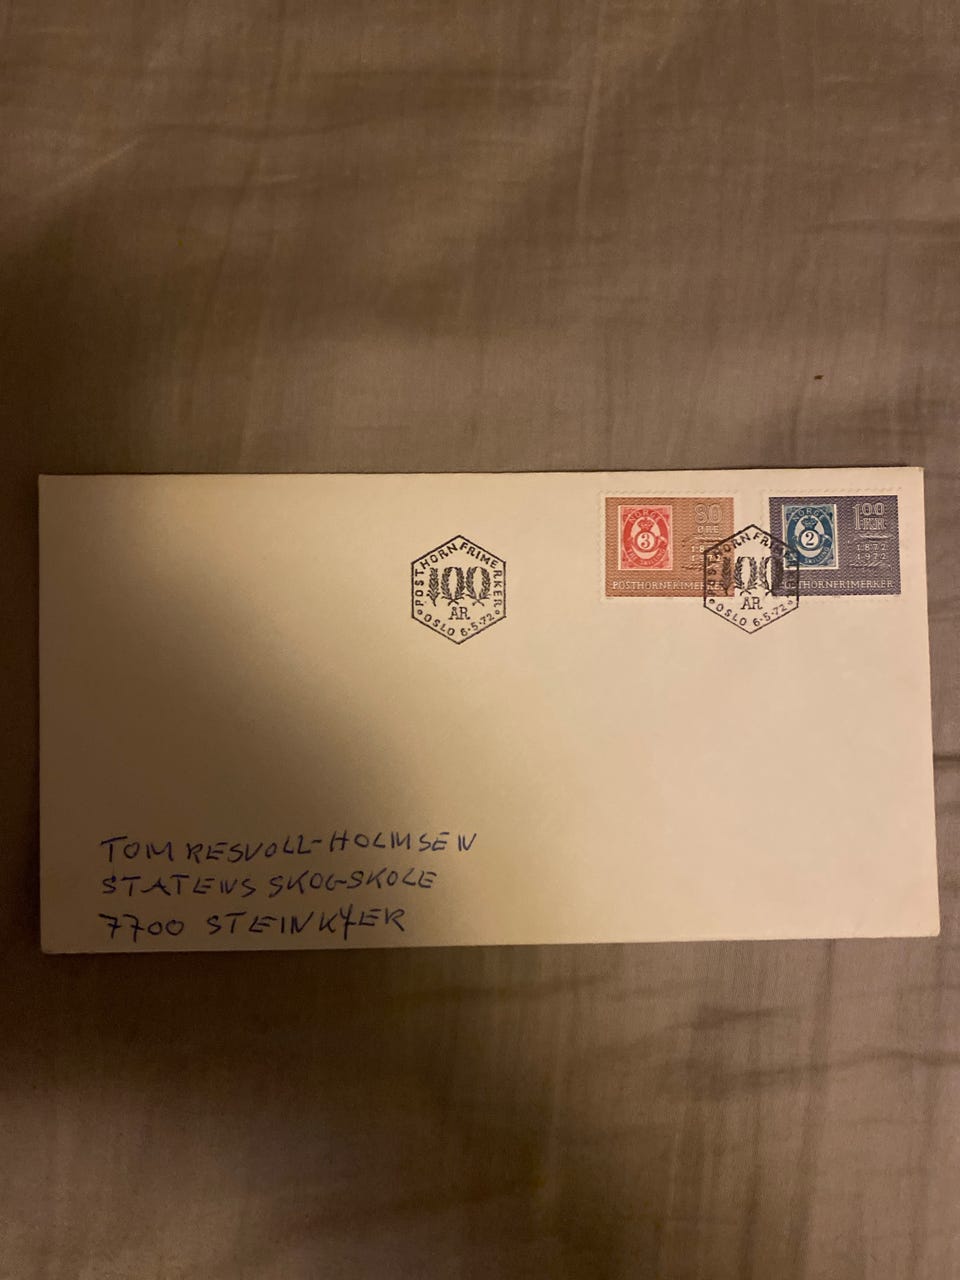 NORGE
3
80
ØRE
POSTHORNFRIMERKER
NORGE
2
1.00
KR
1872
1972
POSTHORNFRIMERKER
POSTHORNFRIMERKER
100
ÅR
OSLO 6.5.72
POSTHORNFRIMERKER
100
ÅR
OSLO 6.5.72
TOM RESVOLL-HOLMSEN
STATENS SKOGSKOLE
7700 STEINKJER